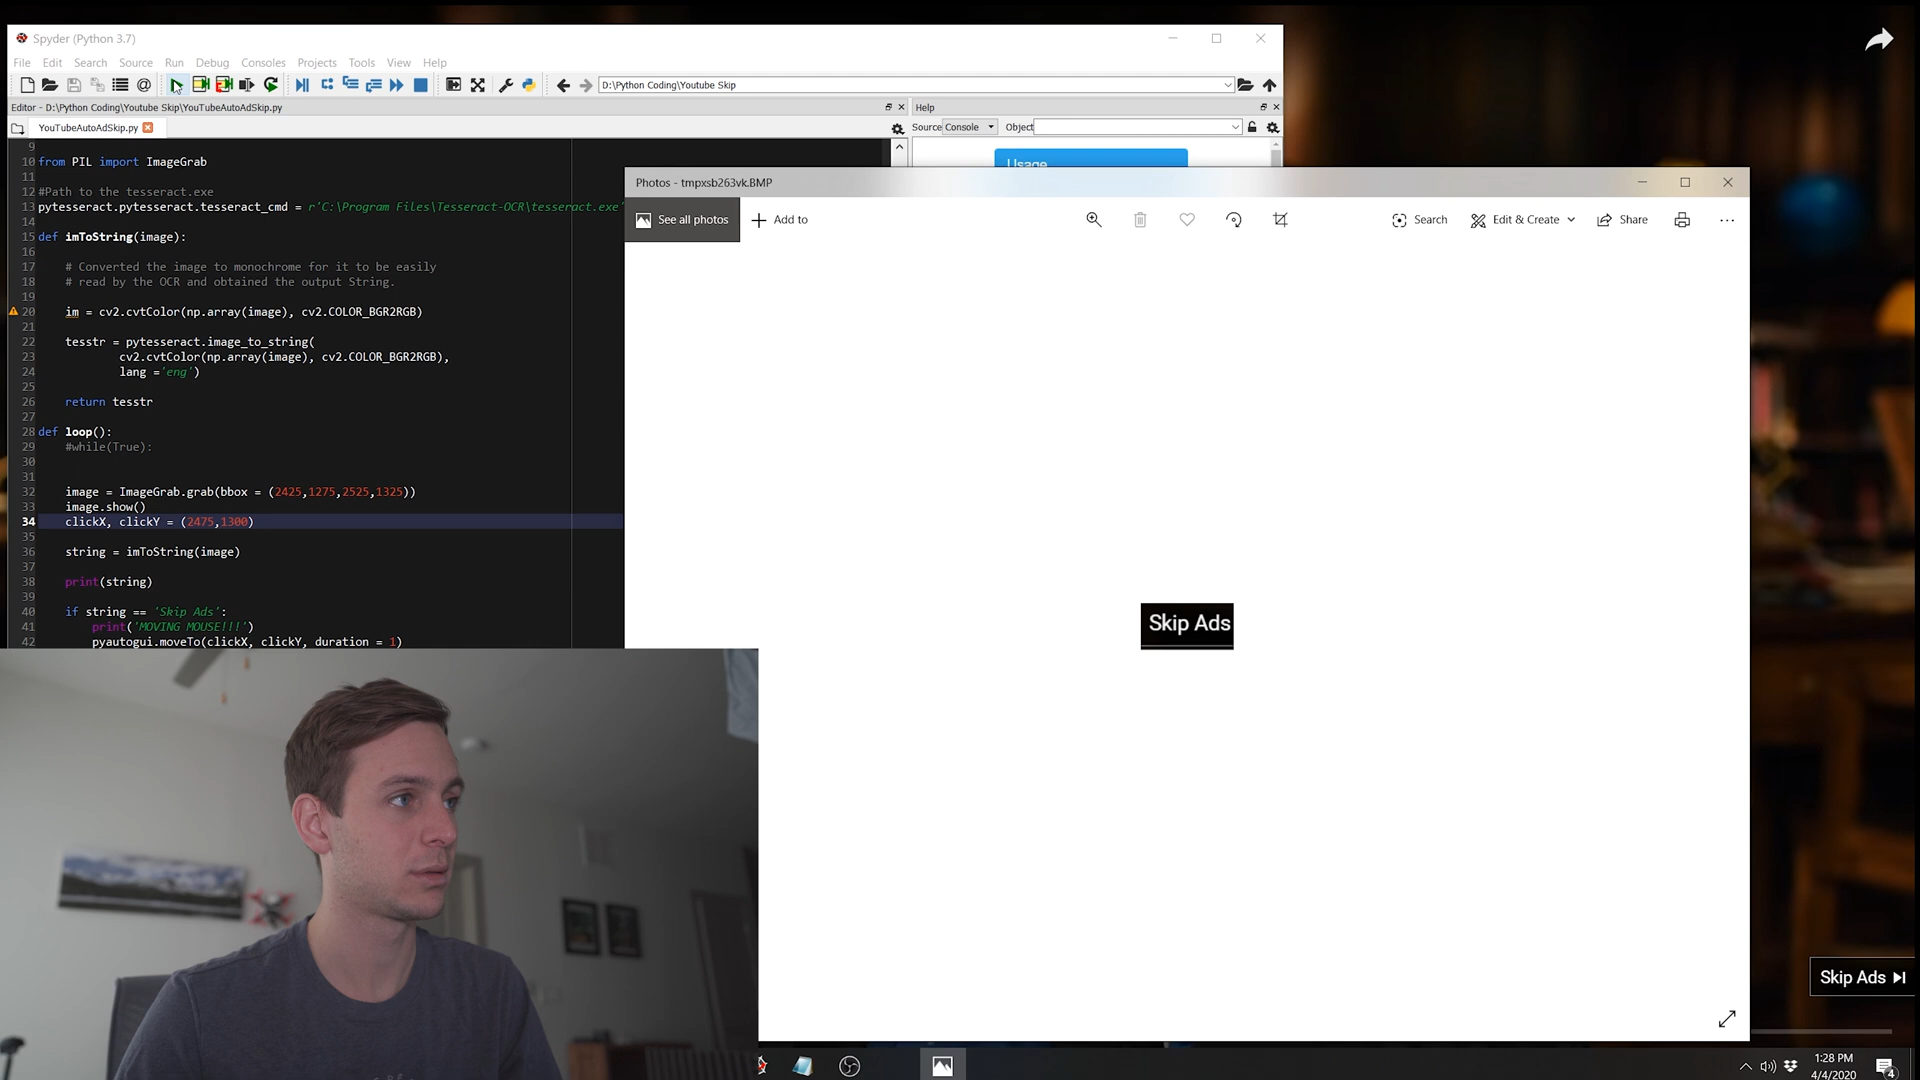 Spyder (Python 3.7)
File Edit Search Source Run Debug Consoles Projects Tools View Help
D:\Python Coding\Youtube Skip
Editor - D:\Python Coding\Youtube Skip\YouTubeAutoAdSkip.py
Help
YouTubeAutoAdSkip.py
Source Console Object
Usage
9
10 from PIL import ImageGrab
11
12 #Path to the tesseract.exe
13 pytesseract.pytesseract.tesseract_cmd = r'C:\Program Files\Tesseract-OCR\tesseract.exe'
14
15 def imToString(image):
16
17 # Converted the image to monochrome for it to be easily
18 # read by the OCR and obtained the output String.
19
20 im = cv2.cvtColor(np.array(image), cv2.COLOR_BGR2RGB)
21
22 tesstr = pytesseract.image_to_string(
23 cv2.cvtColor(np.array(image), cv2.COLOR_BGR2RGB),
24 lang ='eng')
25
26 return tesstr
27
28 def loop():
29 #while(True):
30
31
32 image = ImageGrab.grab(bbox = (2425,1275,2525,1325))
33 image.show()
34 clickX, clickY = (2475,1300)
35
36 string = imToString(image)
37
38 print(string)
39
40 if string == 'Skip Ads':
41 print('MOVING MOUSE!!!')
42 pyautogui.moveTo(clickX, clickY, duration = 1)
Photos - tmpxsb263vk.BMP
See all photos
Add to
Search
Edit & Create
Share
Skip Ads
Skip Ads
1:28 PM
4/4/2020
4